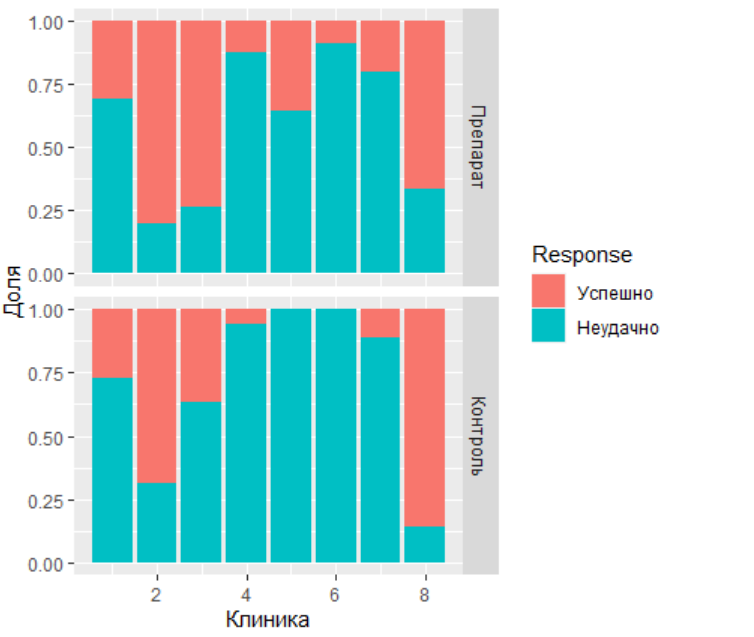 1.00
0.75
0.50
0.25
0.00
Препарат
Доля
1.00
0.75
0.50
0.25
0.00
Контроль
2 4 6 8
Клиника
Response
Успешно
Неудачно